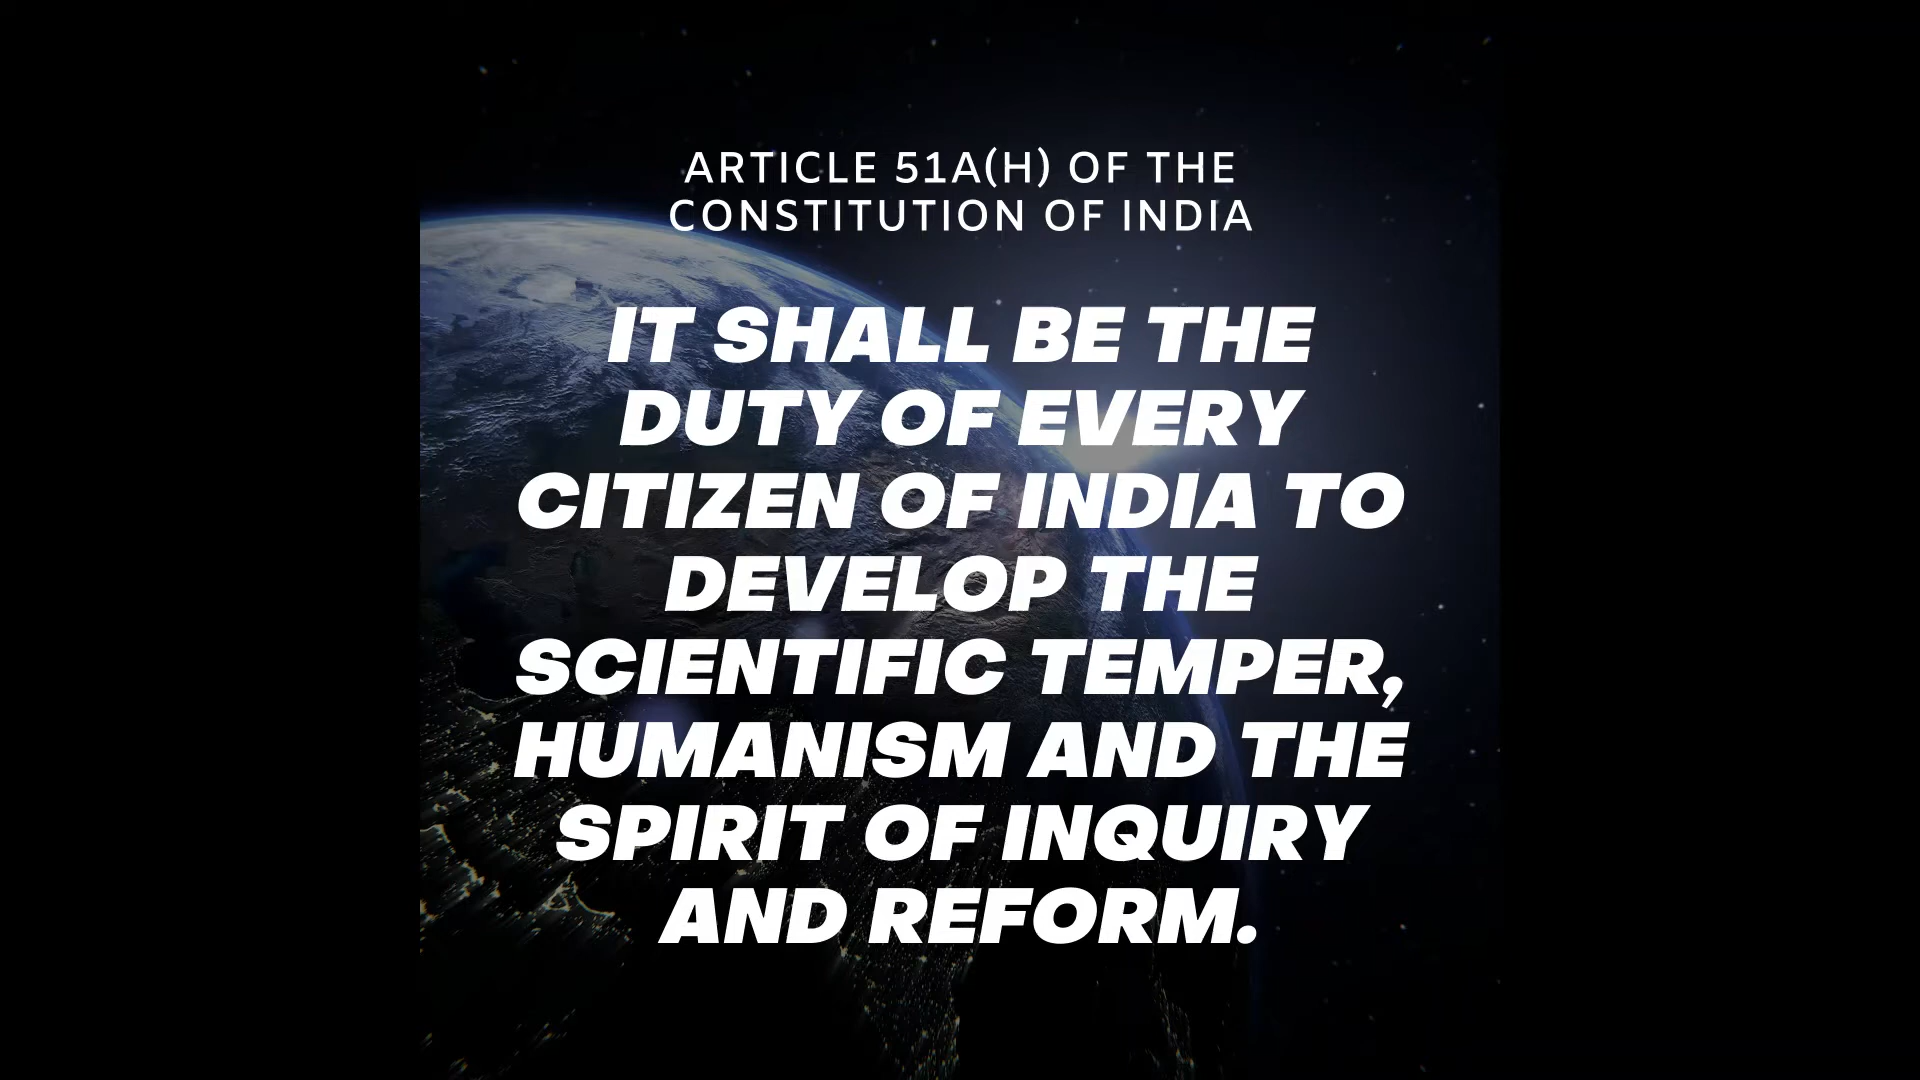 ARTICLE 51A(H) OF THE
CONSTITUTION OF INDIA
IT SHALL BE THE
DUTY OF EVERY
CITIZEN OF INDIA TO
DEVELOP THE
SCIENTIFIC TEMPER,
HUMANISM AND THE
SPIRIT OF INQUIRY
AND REFORM.